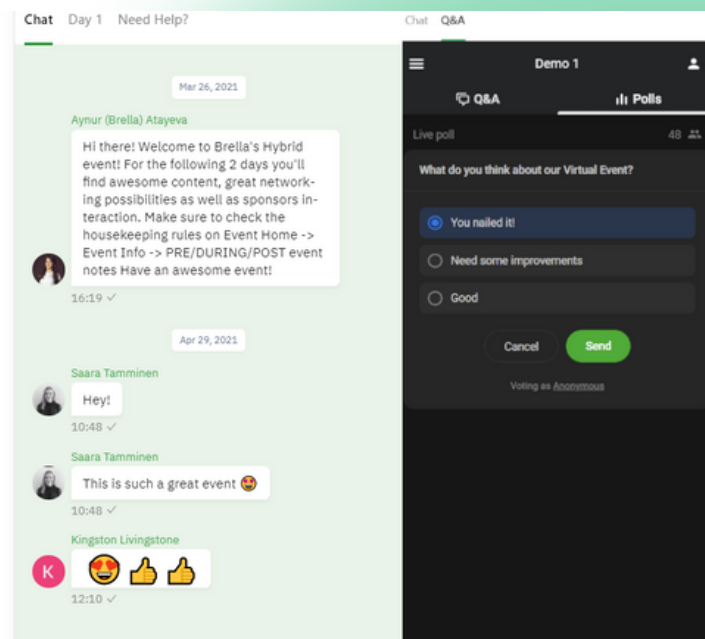 Chat Day 1 Need Help?
Mar 26, 2021
Aynur (Brella) Atayeva
Hi there! Welcome to Brella's Hybrid
event! For the following 2 days you'll
find awesome content, great network-
ing possibilities as well as sponsors in-
teraction. Make sure to check the
housekeeping rules on Event Home ->
Event Info -> PRE/DURING/POST event
notes Have an awesome event!
16:19
Apr 29, 2021
Saara Tamminen
Hey!
10:48
Saara Tamminen
This is such a great event 😍
10:48
Kingston Livingstone
K
😍👍👍
12:10
Chat Q&A
Demo 1
Q&A Polls
Live poll 48
What do you think about our Virtual Event?
You nailed it!
Need some improvements
Good
Cancel Send
Voting as Anonymous